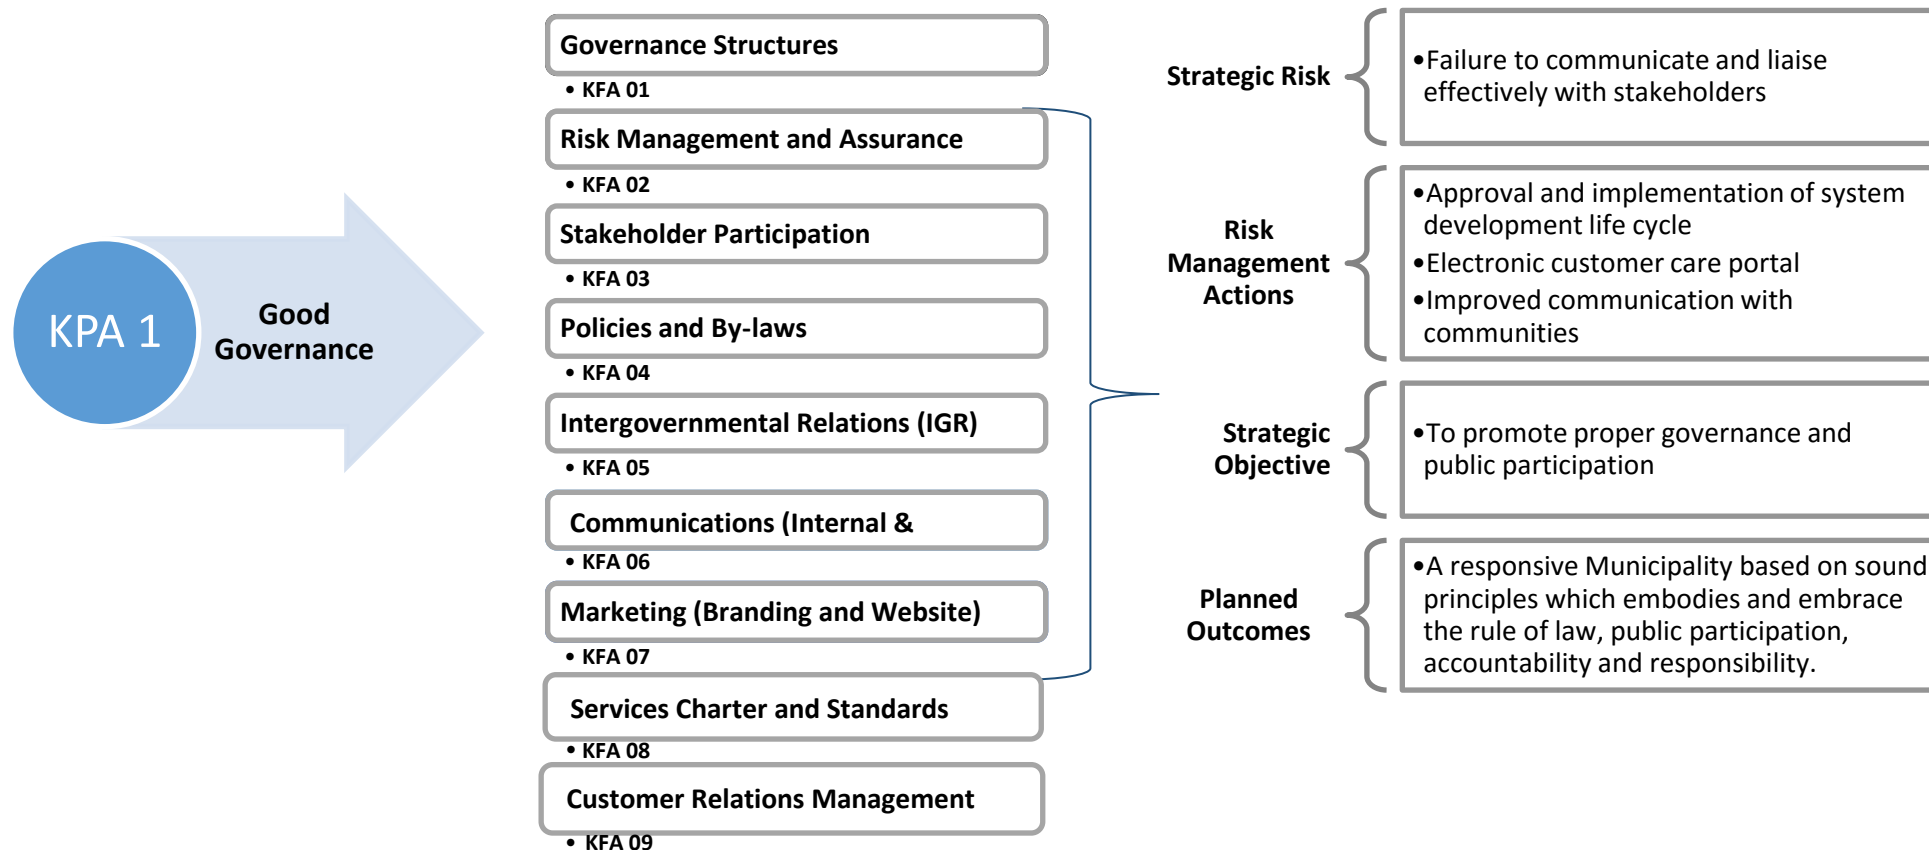 KPA 1
Good
Governance
Governance Structures
• KFA 01
Risk Management and Assurance
• KFA 02
Stakeholder Participation
• KFA 03
Policies and By-laws
• KFA 04
Intergovernmental Relations (IGR)
• KFA 05
Communications (Internal &
• KFA 06
Marketing (Branding and Website)
• KFA 07
Services Charter and Standards
• KFA 08
Customer Relations Management
• KFA 09
Strategic Risk
•Failure to communicate and liaise
effectively with stakeholders
Risk
Management
Actions
•Approval and implementation of system
development life cycle
•Electronic customer care portal
•Improved communication with
communities
Strategic
Objective
•To promote proper governance and
public participation
Planned
Outcomes
•A responsive Municipality based on sound
principles which embodies and embrace
the rule of law, public participation,
accountability and responsibility.